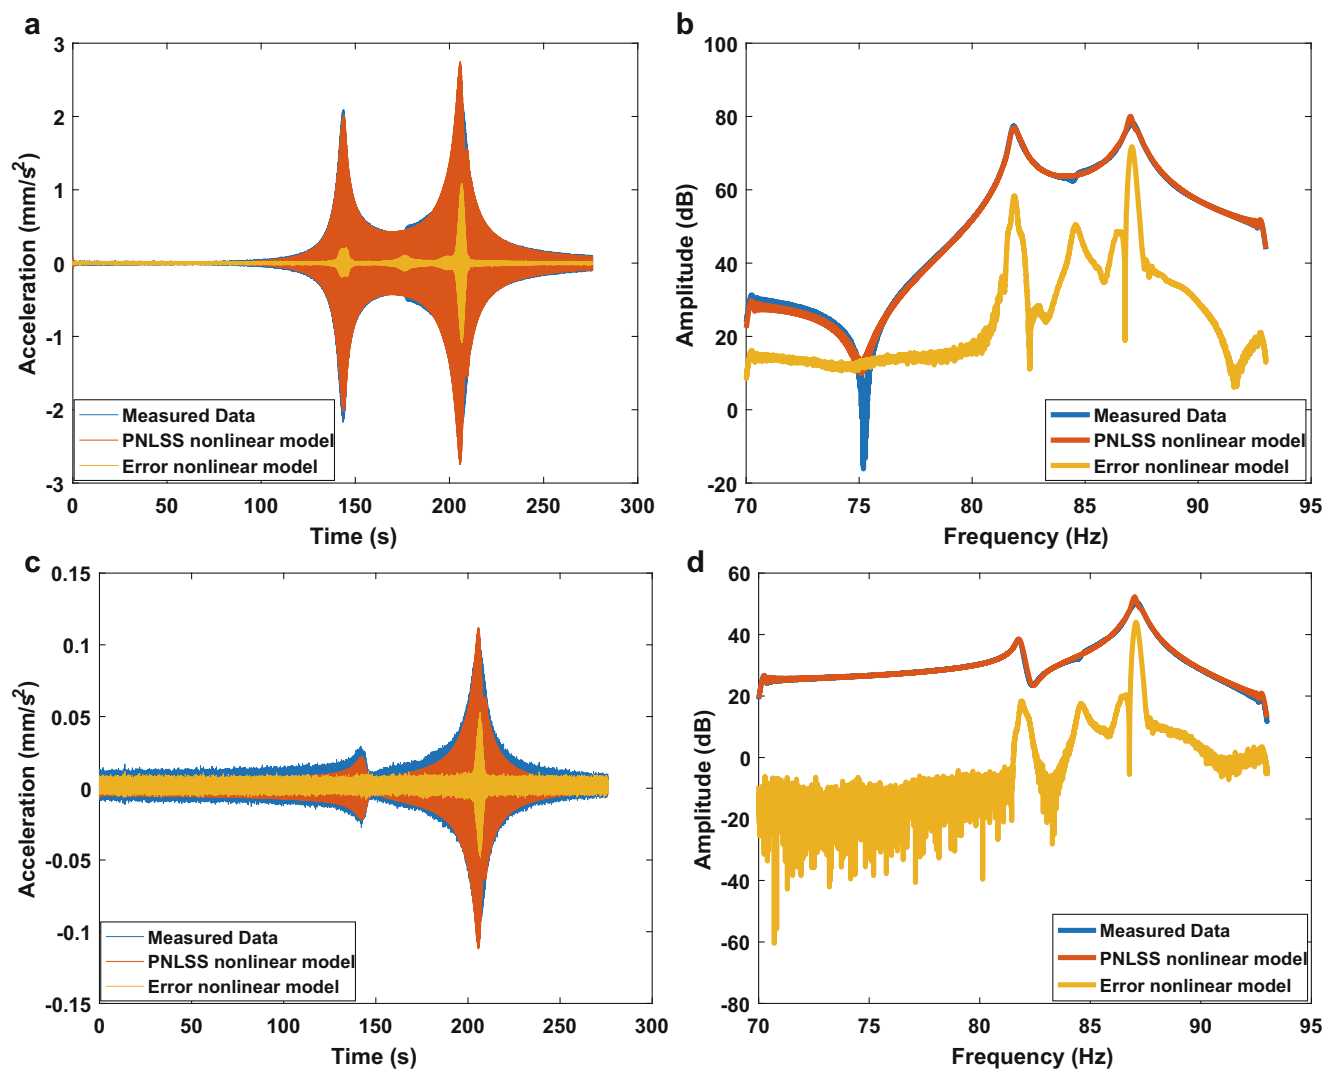 a
3
2
1
0
-1
-2
-3
Acceleration (mm/s²)
Measured Data
PNLSS nonlinear model
Error nonlinear model
0 50 100 150 200 250 300
Time (s)
b
100
80
60
40
20
0
-20
Amplitude (dB)
Measured Data
PNLSS nonlinear model
Error nonlinear model
70 75 80 85 90 95
Frequency (Hz)
c
0.15
0.1
0.05
0
-0.05
-0.1
-0.15
Acceleration (mm/s²)
Measured Data
PNLSS nonlinear model
Error nonlinear model
0 50 100 150 200 250 300
Time (s)
d
60
40
20
0
-20
-40
-60
-80
Amplitude (dB)
Measured Data
PNLSS nonlinear model
Error nonlinear model
70 75 80 85 90 95
Frequency (Hz)